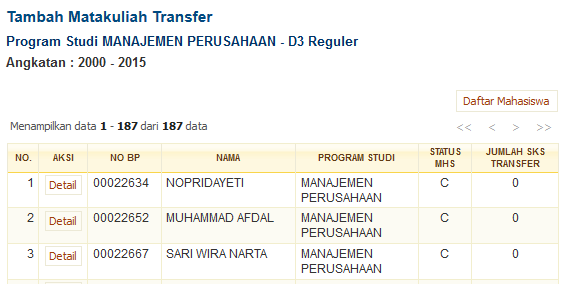 Tambah Matakuliah Transfer
Program Studi MANAJEMEN PERUSAHAAN - D3 Reguler
Angkatan : 2000 - 2015
Daftar Mahasiswa
Menampilkan data 1 - 187 dari 187 data << < > >>
NO. AKSI NO BP NAMA PROGRAM STUDI STATUS MHS JUMLAH SKS TRANSFER
1 Detail 00022634 NOPRIDAYETI MANAJEMEN PERUSAHAAN C 0
2 Detail 00022652 MUHAMMAD AFDAL MANAJEMEN PERUSAHAAN C 0
3 Detail 00022667 SARI WIRA NARTA MANAJEMEN PERUSAHAAN C 0